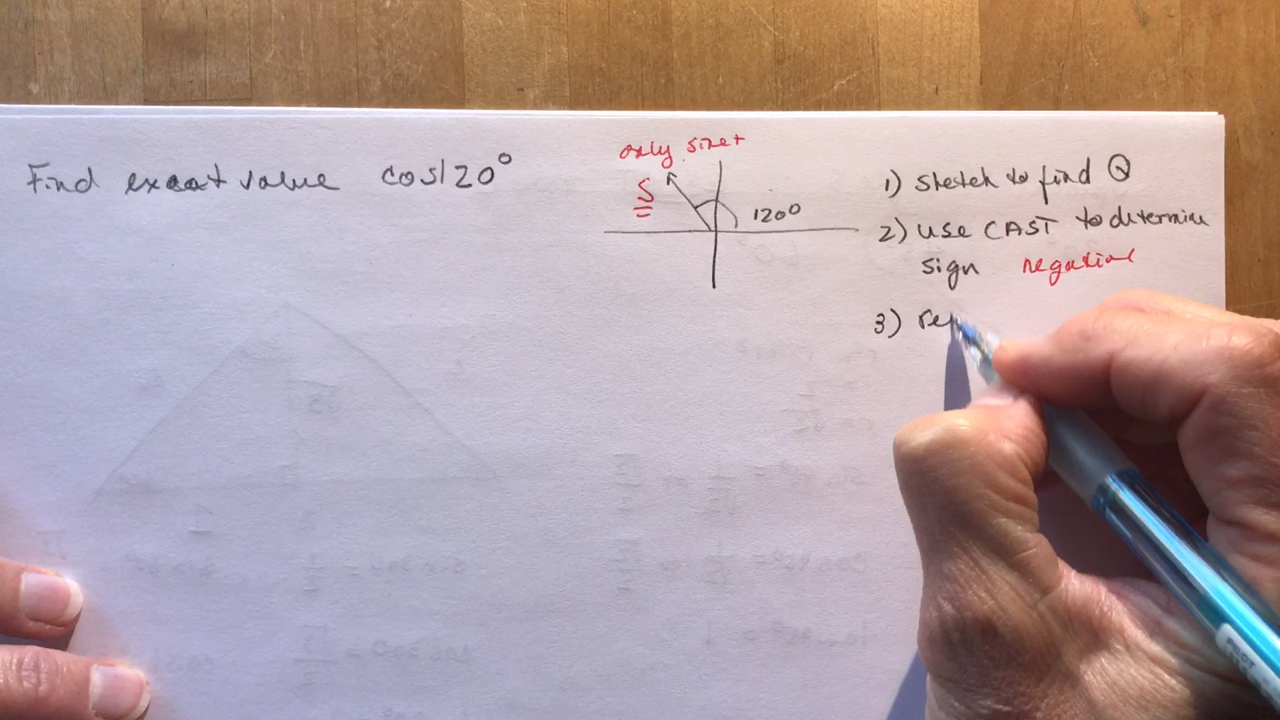 Find exact value cos120°
only sine+
S
120°
1) Sketch to find Q
2) use CAST to determine
sign negative
3) re